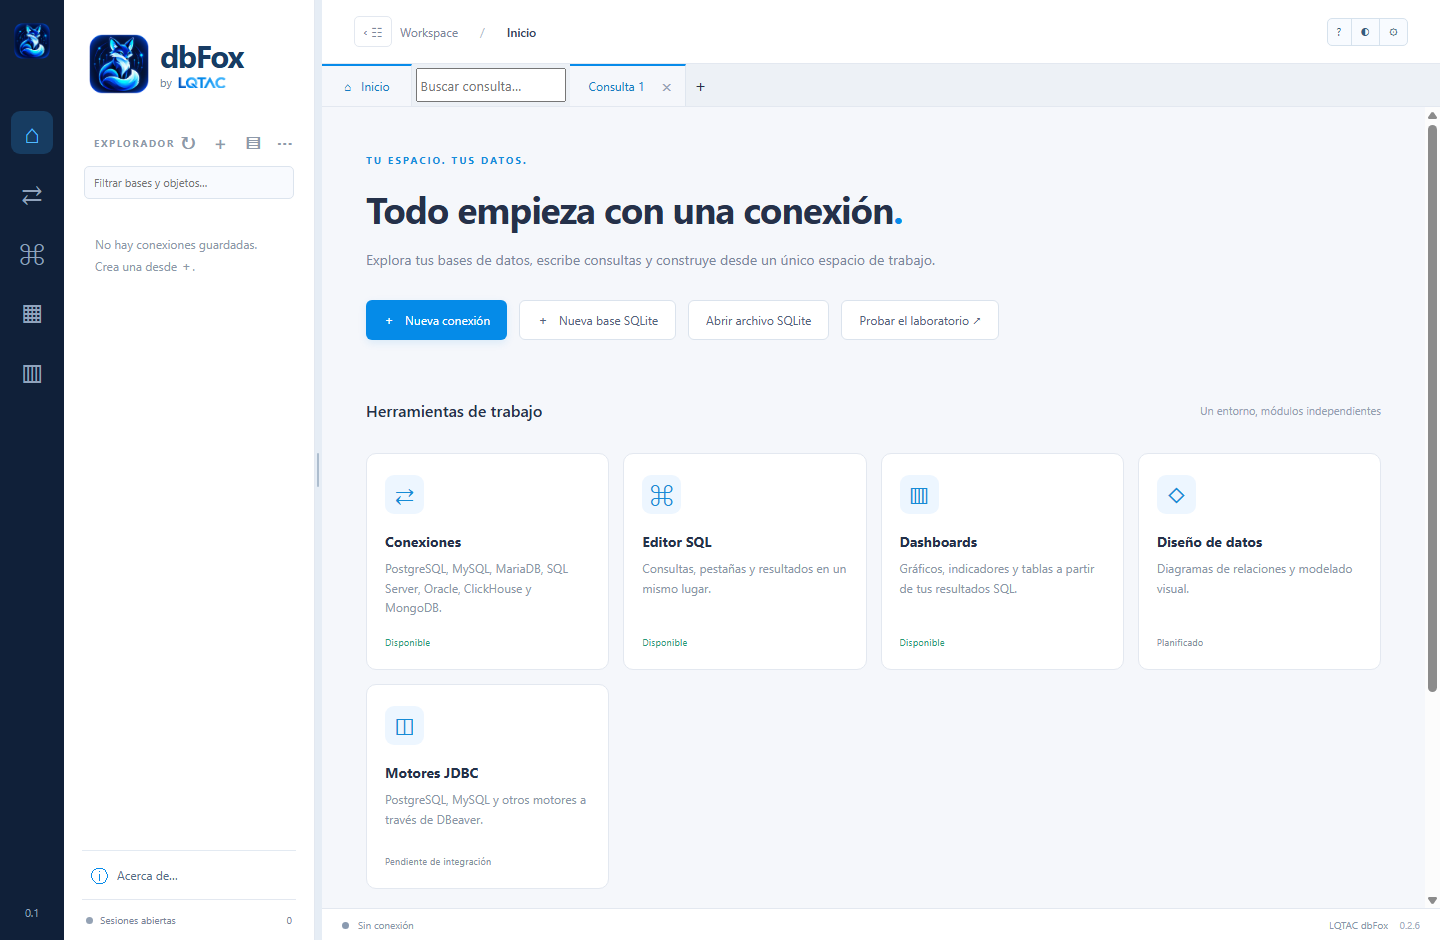 dbFox
by LQTAC
EXPLORADOR
Filtrar bases y objetos...
No hay conexiones guardadas.
Crea una desde + .
Acerca de...
Sesiones abiertas 0
0.1
Workspace / Inicio
?
Inicio
Buscar consulta...
Consulta 1
+
TU ESPACIO. TUS DATOS.
Todo empieza con una conexión.
Explora tus bases de datos, escribe consultas y construye desde un único espacio de trabajo.
+ Nueva conexión
+ Nueva base SQLite
Abrir archivo SQLite
Probar el laboratorio ↗
Herramientas de trabajo
Un entorno, módulos independientes
Conexiones
PostgreSQL, MySQL, MariaDB, SQL
Server, Oracle, ClickHouse y
MongoDB.
Disponible
Editor SQL
Consultas, pestañas y resultados en un
mismo lugar.
Disponible
Dashboards
Gráficos, indicadores y tablas a partir
de tus resultados SQL.
Disponible
Diseño de datos
Diagramas de relaciones y modelado
visual.
Planificado
Motores JDBC
PostgreSQL, MySQL y otros motores a
través de DBeaver.
Pendiente de integración
Sin conexión
LQTAC dbFox 0.2.6